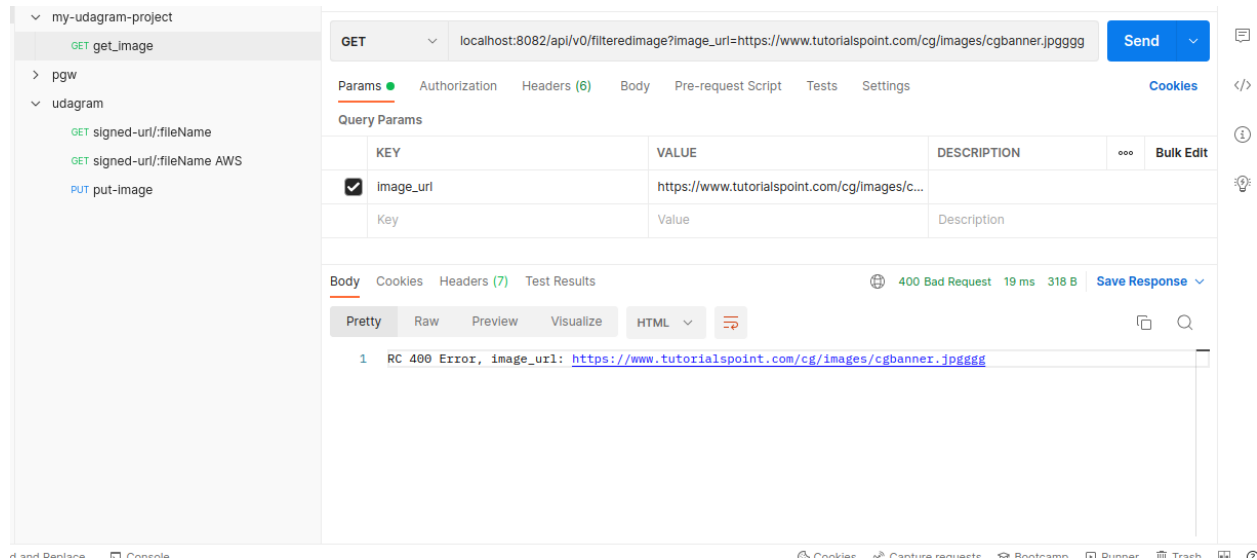 my-udagram-project
GET get_image
pgw
udagram
GET signed-url/:fileName
GET signed-url/:fileName AWS
PUT put-image
GET localhost:8082/api/v0/filteredimage?image_url=https://www.tutorialspoint.com/cg/images/cgbanner.jpgggg Send
Params Authorization Headers (6) Body Pre-request Script Tests Settings Cookies
Query Params
KEY VALUE DESCRIPTION ooo Bulk Edit
image_url https://www.tutorialspoint.com/cg/images/c...
Key Value Description
Body Cookies Headers (7) Test Results 400 Bad Request 19 ms 318 B Save Response
Pretty Raw Preview Visualize HTML
1 RC 400 Error, image_url: https://www.tutorialspoint.com/cg/images/cgbanner.jpgggg
d and Replace Console Cookies Capture requests Bootcamp Runner Trash